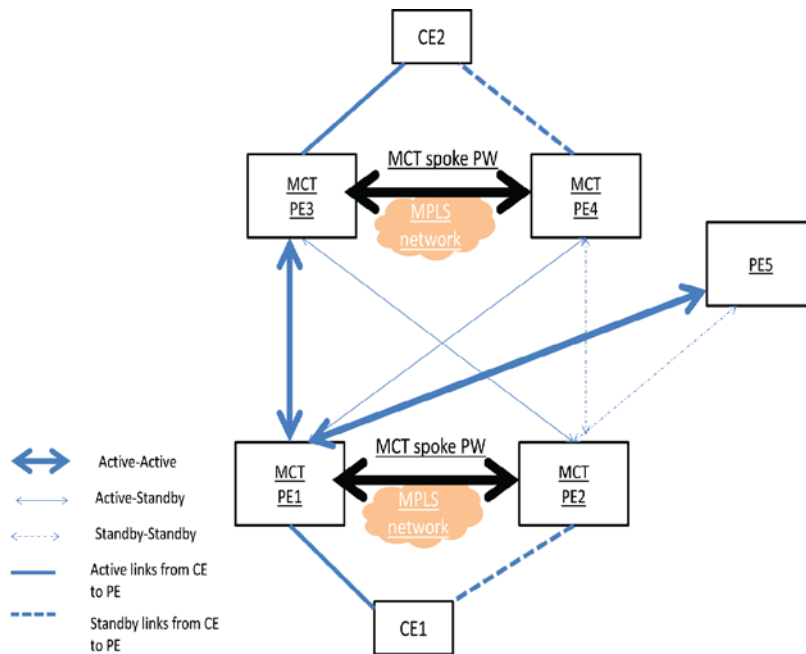 CE2
MCT spoke PW
MCT
PE3
MCT
PE4
MPLS
network
PE5
MCT spoke PW
MCT
PE1
MCT
PE2
MPLS
network
CE1
Active-Active
Active-Standby
Standby-Standby
Active links from CE
to PE
Standby links from CE
to PE